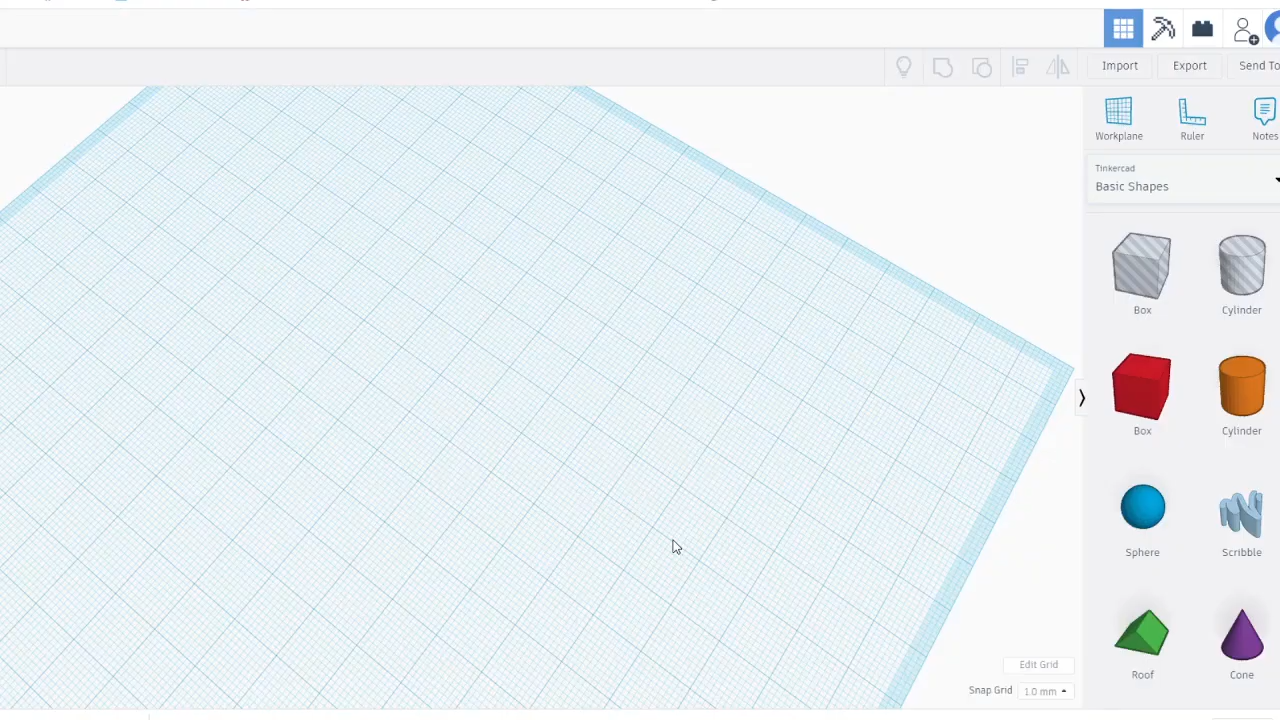 Import Export Send To
Workplane Ruler Notes
Tinkercad
Basic Shapes
Box Cylinder
Box Cylinder
Sphere Scribble
Roof Cone
Edit Grid
Snap Grid 1.0 mm